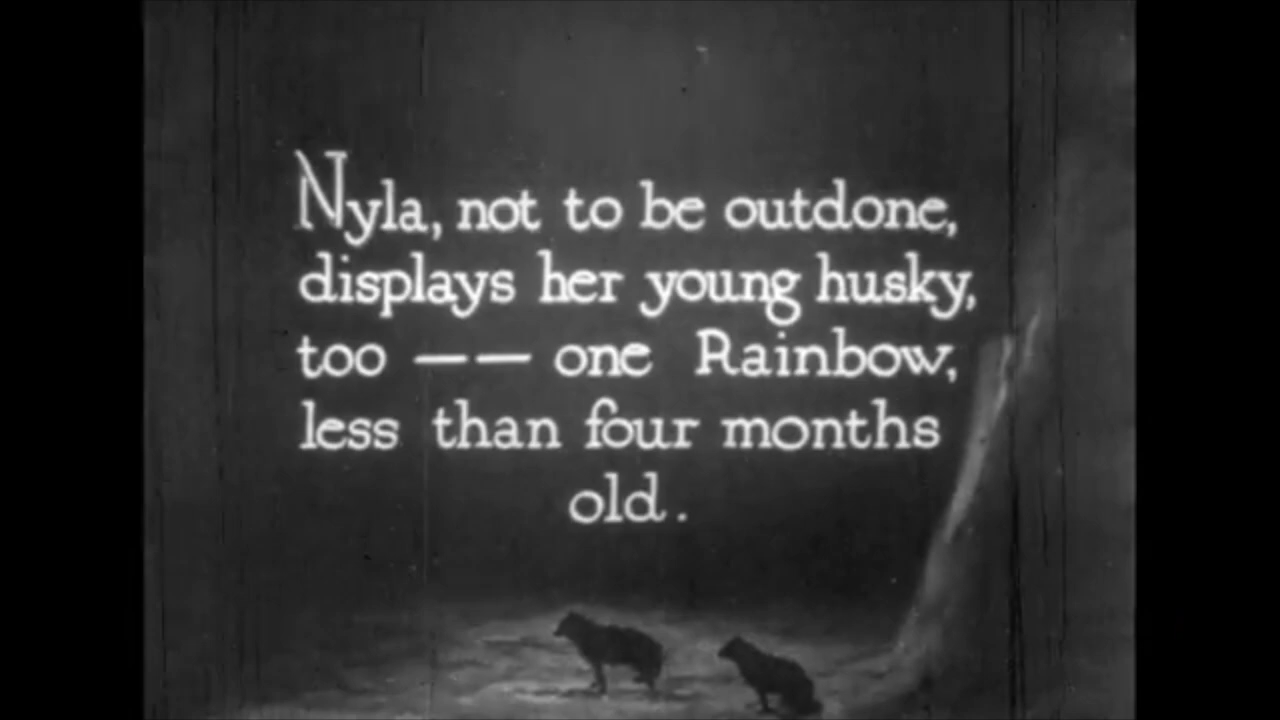 Nyla, not to be outdone,
displays her young husky,
too —— one Rainbow,
less than four months
old.